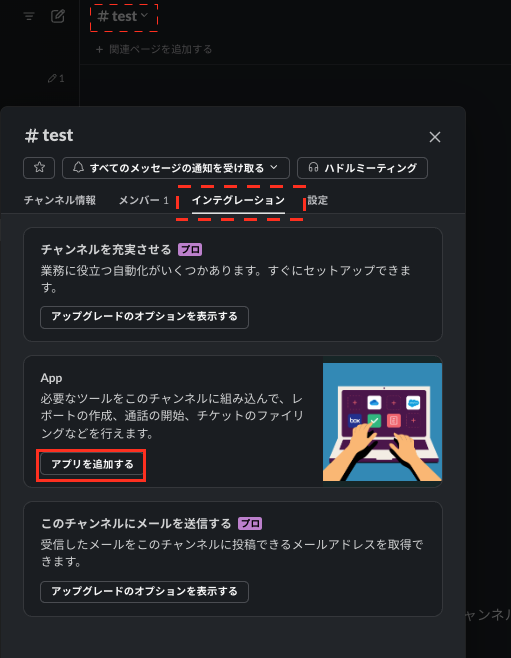 # test
+ 関連ページを追加する
1
# test
すべてのメッセージの通知を受け取る
ハドルミーティング
チャンネル情報 メンバー 1 インテグレーション 設定
チャンネルを充実させる プロ
業務に役立つ自動化がいくつかあります。すぐにセットアップできま
す。
アップグレードのオプションを表示する
App
必要なツールをこのチャンネルに組み込んで、レ
ポートの作成、通話の開始、チケットのファイリ
ングなどを行えます。
box
アプリを追加する
このチャンネルにメールを送信する プロ
受信したメールをこのチャンネルに投稿できるメールアドレスを取得で
きます。
アップグレードのオプションを表示する
ャンネル